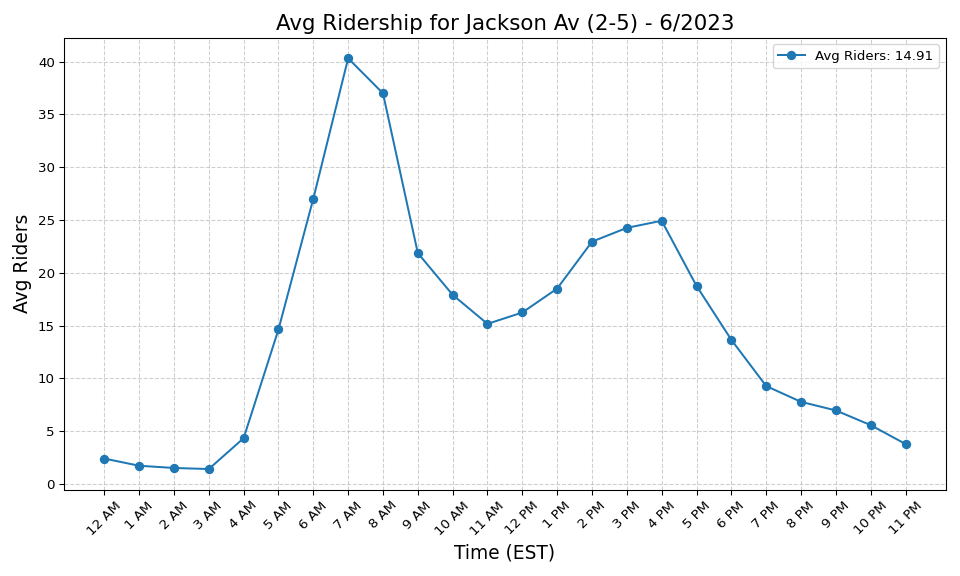 Avg Ridership for Jackson Av (2-5) - 6/2023
Avg Riders: 14.91
Avg Riders
40
35
30
25
20
15
10
5
0
12 AM
1 AM
2 AM
3 AM
4 AM
5 AM
6 AM
7 AM
8 AM
9 AM
10 AM
11 AM
12 PM
1 PM
2 PM
3 PM
4 PM
5 PM
6 PM
7 PM
8 PM
9 PM
10 PM
11 PM
Time (EST)